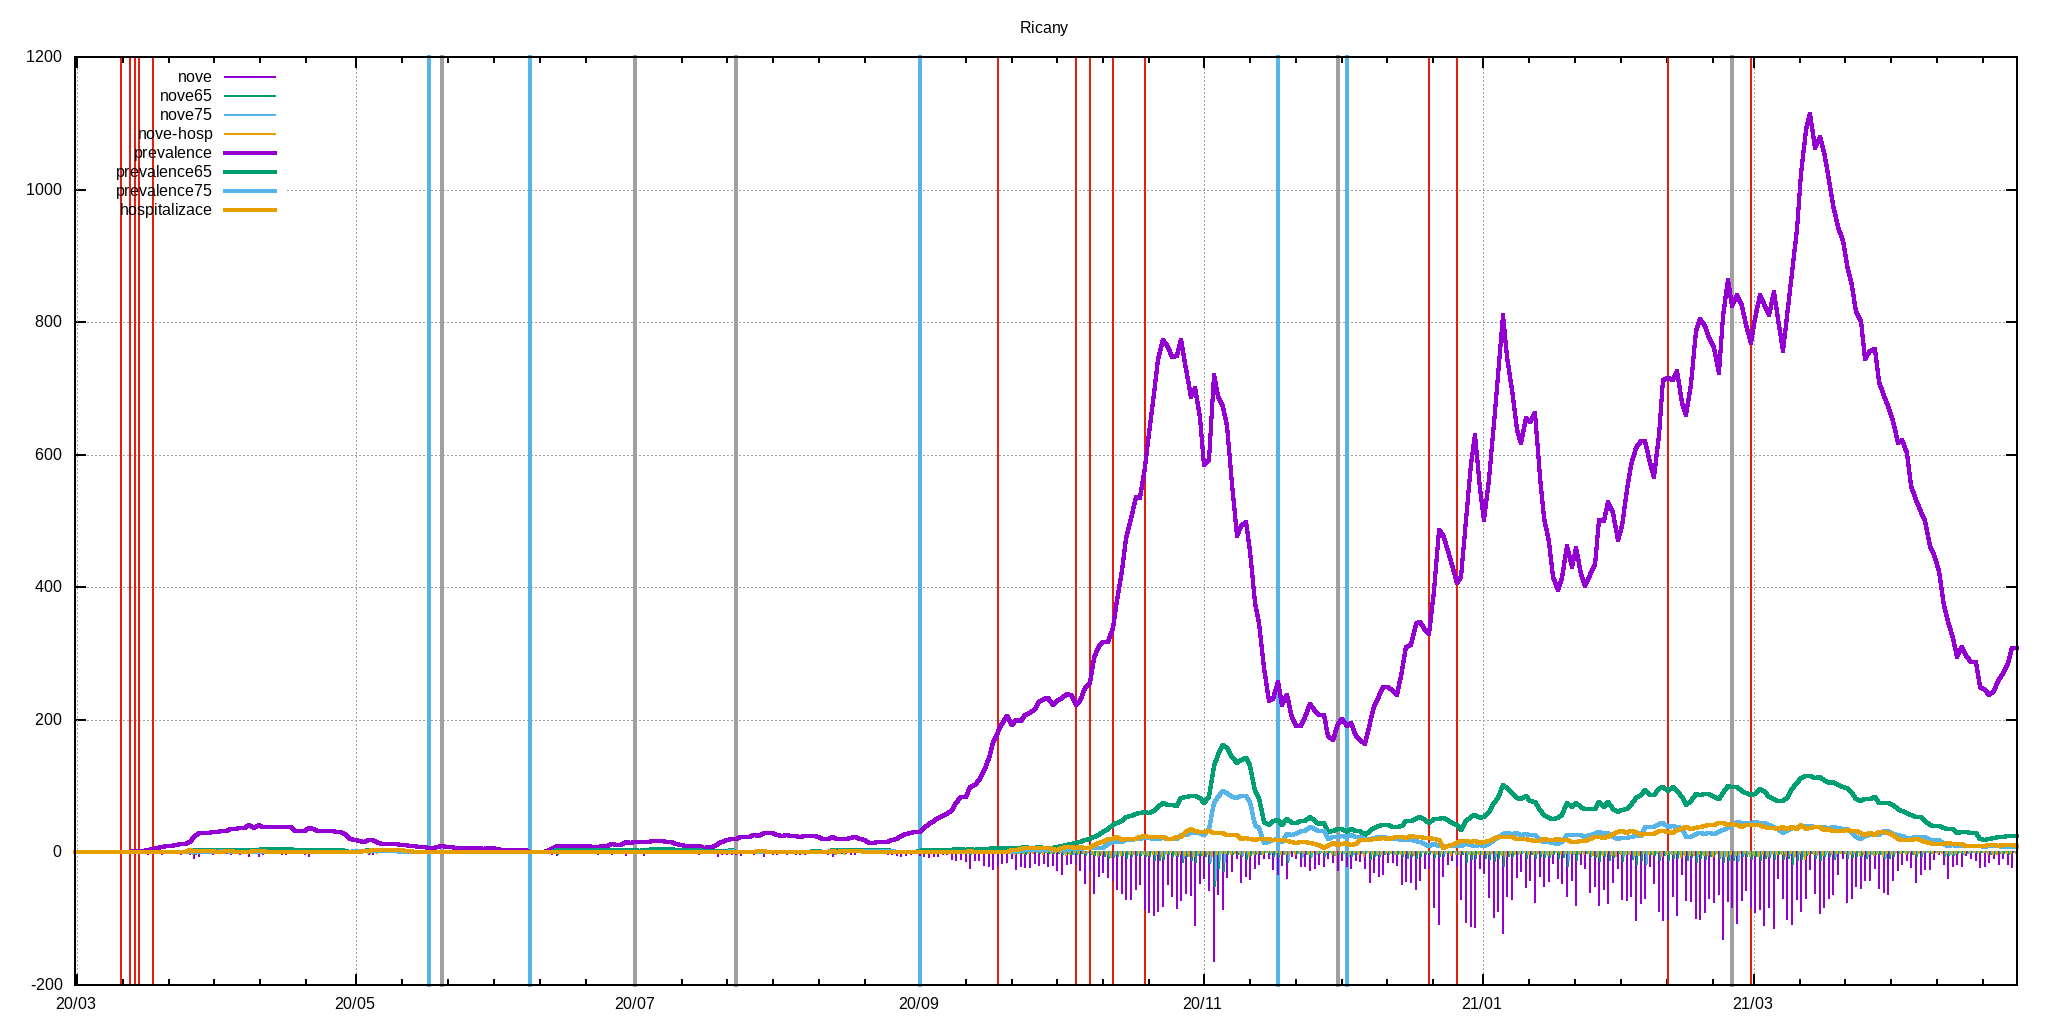 Ricany
1200
1000
800
600
400
200
0
-200
nove
nove65
nove75
nove-hosp
prevalence
prevalence65
prevalence75
hospitalizace
20/03 20/05 20/07 20/09 20/11 21/01 21/03